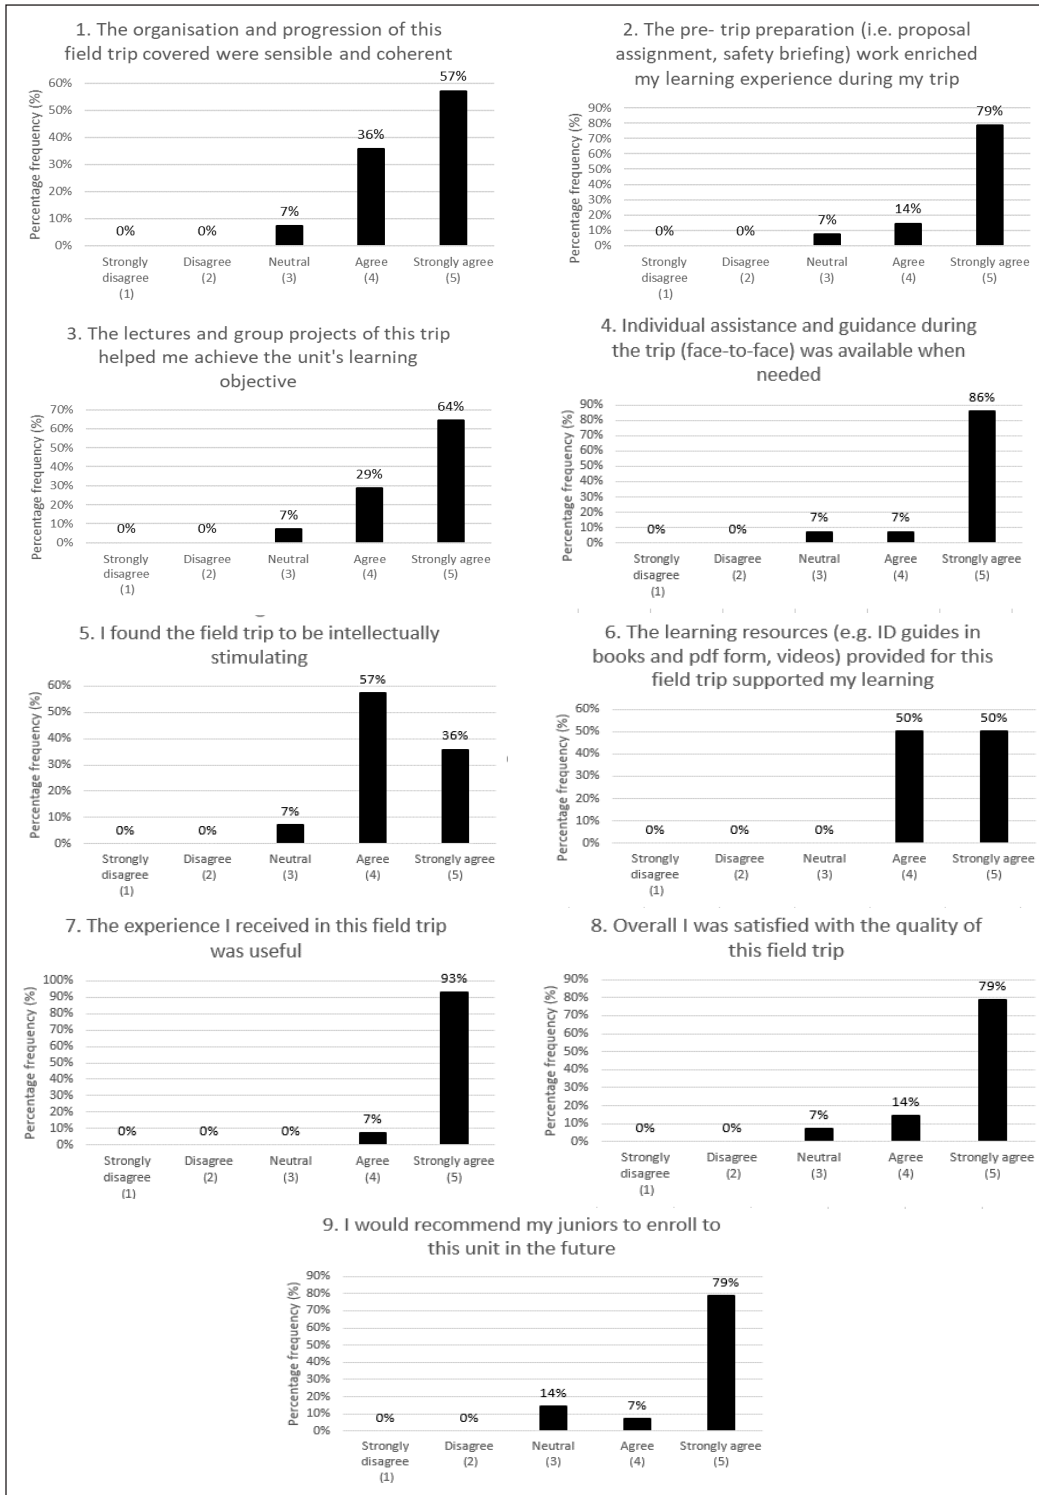 1. The organisation and progression of this
field trip covered were sensible and coherent
Percentage frequency (%)
60%
50%
40%
30%
20%
10%
0%
0%
0%
7%
36%
57%
Strongly disagree (1)
Disagree (2)
Neutral (3)
Agree (4)
Strongly agree (5)
2. The pre- trip preparation (i.e. proposal
assignment, safety briefing) work enriched
my learning experience during my trip
Percentage frequency (%)
90%
80%
70%
60%
50%
40%
30%
20%
10%
0%
0%
0%
7%
14%
79%
Strongly disagree (1)
Disagree (2)
Neutral (3)
Agree (4)
Strongly agree (5)
3. The lectures and group projects of this trip
helped me achieve the unit's learning
objective
Percentage frequency (%)
70%
60%
50%
40%
30%
20%
10%
0%
0%
0%
7%
29%
64%
Strongly disagree (1)
Disagree (2)
Neutral (3)
Agree (4)
Strongly agree (5)
4. Individual assistance and guidance during
the trip (face-to-face) was available when
needed
Percentage frequency (%)
90%
80%
70%
60%
50%
40%
30%
20%
10%
0%
0%
0%
7%
7%
86%
Strongly disagree (1)
Disagree (2)
Neutral (3)
Agree (4)
Strongly agree (5)
5. I found the field trip to be intellectually
stimulating
Percentage frequency (%)
60%
50%
40%
30%
20%
10%
0%
0%
0%
7%
57%
36%
Strongly disagree (1)
Disagree (2)
Neutral (3)
Agree (4)
Strongly agree (5)
6. The learning resources (e.g. ID guides in
books and pdf form, videos) provided for this
field trip supported my learning
Percentage frequency (%)
60%
50%
40%
30%
20%
10%
0%
0%
0%
0%
50%
50%
Strongly disagree (1)
Disagree (2)
Neutral (3)
Agree (4)
Strongly agree (5)
7. The experience I received in this field trip
was useful
Percentage frequency (%)
100%
90%
80%
70%
60%
50%
40%
30%
20%
10%
0%
0%
0%
0%
7%
93%
Strongly disagree (1)
Disagree (2)
Neutral (3)
Agree (4)
Strongly agree (5)
8. Overall I was satisfied with the quality of
this field trip
Percentage frequency (%)
90%
80%
70%
60%
50%
40%
30%
20%
10%
0%
0%
0%
7%
14%
79%
Strongly disagree (1)
Disagree (2)
Neutral (3)
Agree (4)
Strongly agree (5)
9. I would recommend my juniors to enroll to
this unit in the future
Percentage frequency (%)
90%
80%
70%
60%
50%
40%
30%
20%
10%
0%
0%
0%
14%
7%
79%
Strongly disagree (1)
Disagree (2)
Neutral (3)
Agree (4)
Strongly agree (5)